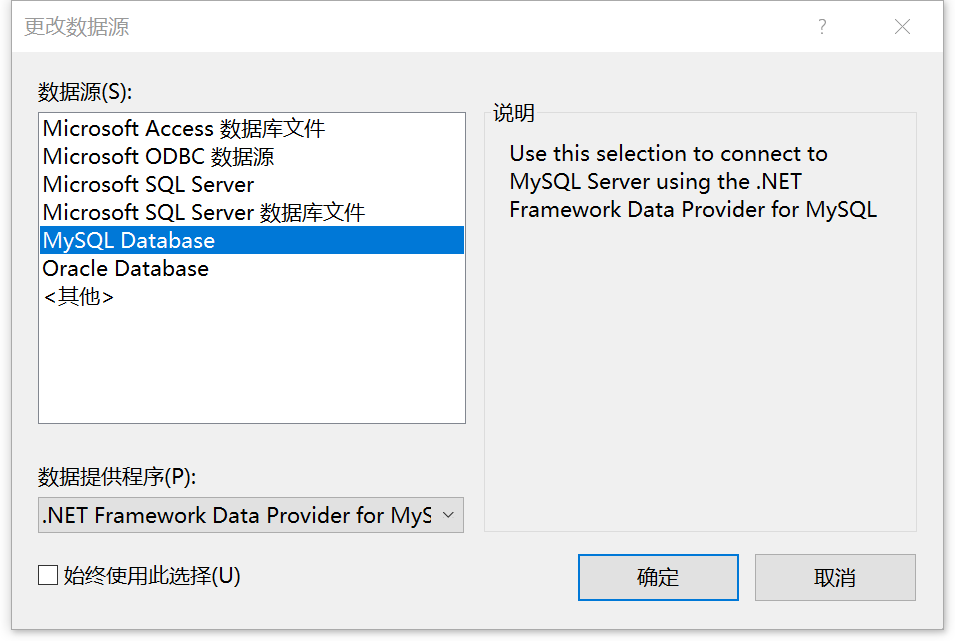 更改数据源
?
数据源(S):
Microsoft Access 数据库文件
Microsoft ODBC 数据源
Microsoft SQL Server
Microsoft SQL Server 数据库文件
MySQL Database
Oracle Database
<其他>
说明
Use this selection to connect to
MySQL Server using the .NET
Framework Data Provider for MySQL
数据提供程序(P):
.NET Framework Data Provider for MyS
始终使用此选择(U)
确定
取消